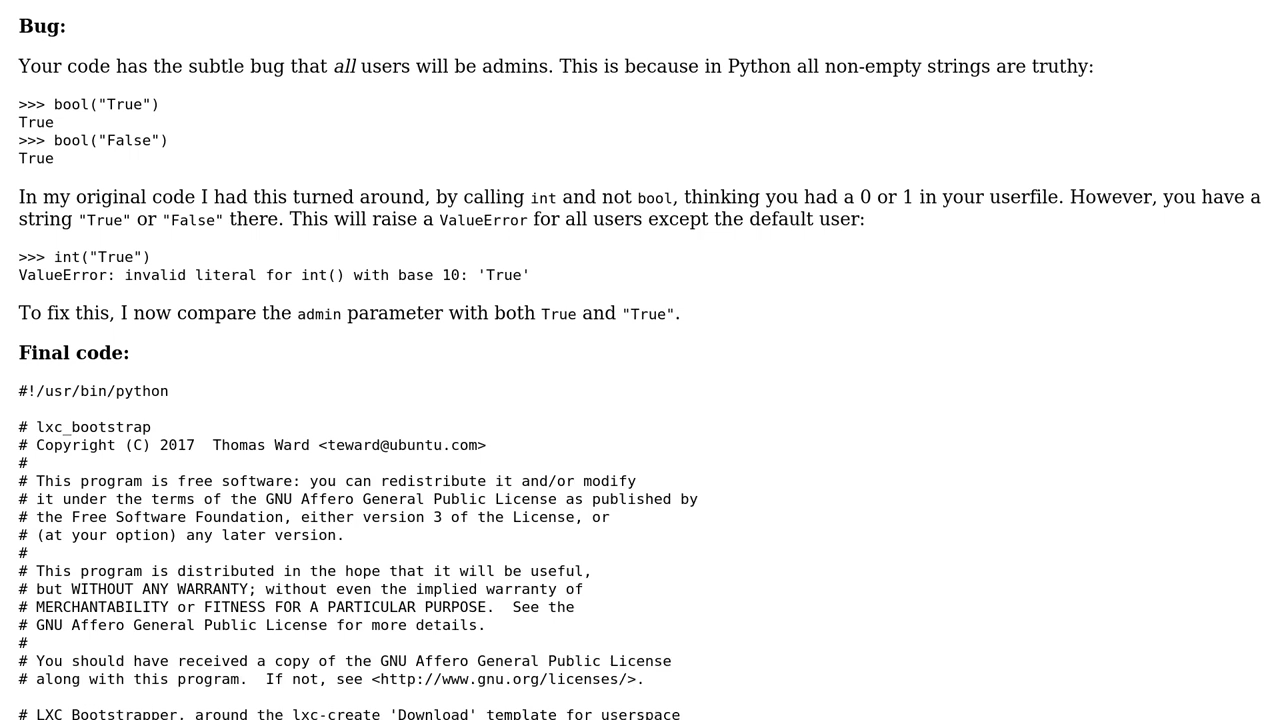 Bug:
Your code has the subtle bug that all users will be admins. This is because in Python all non-empty strings are truthy:
>>> bool("True")
True
>>> bool("False")
True
In my original code I had this turned around, by calling int and not bool, thinking you had a 0 or 1 in your userfile. However, you have a
string "True" or "False" there. This will raise a ValueError for all users except the default user:
>>> int("True")
ValueError: invalid literal for int() with base 10: 'True'
To fix this, I now compare the admin parameter with both True and "True".
Final code:
#!/usr/bin/python
# lxc_bootstrap
# Copyright (C) 2017  Thomas Ward <teward@ubuntu.com>
#
# This program is free software: you can redistribute it and/or modify
# it under the terms of the GNU Affero General Public License as published by
# the Free Software Foundation, either version 3 of the License, or
# (at your option) any later version.
#
# This program is distributed in the hope that it will be useful,
# but WITHOUT ANY WARRANTY; without even the implied warranty of
# MERCHANTABILITY or FITNESS FOR A PARTICULAR PURPOSE.  See the
# GNU Affero General Public License for more details.
#
# You should have received a copy of the GNU Affero General Public License
# along with this program.  If not, see <http://www.gnu.org/licenses/>.
# LXC Bootstrapper, around the lxc-create 'Download' template for userspace